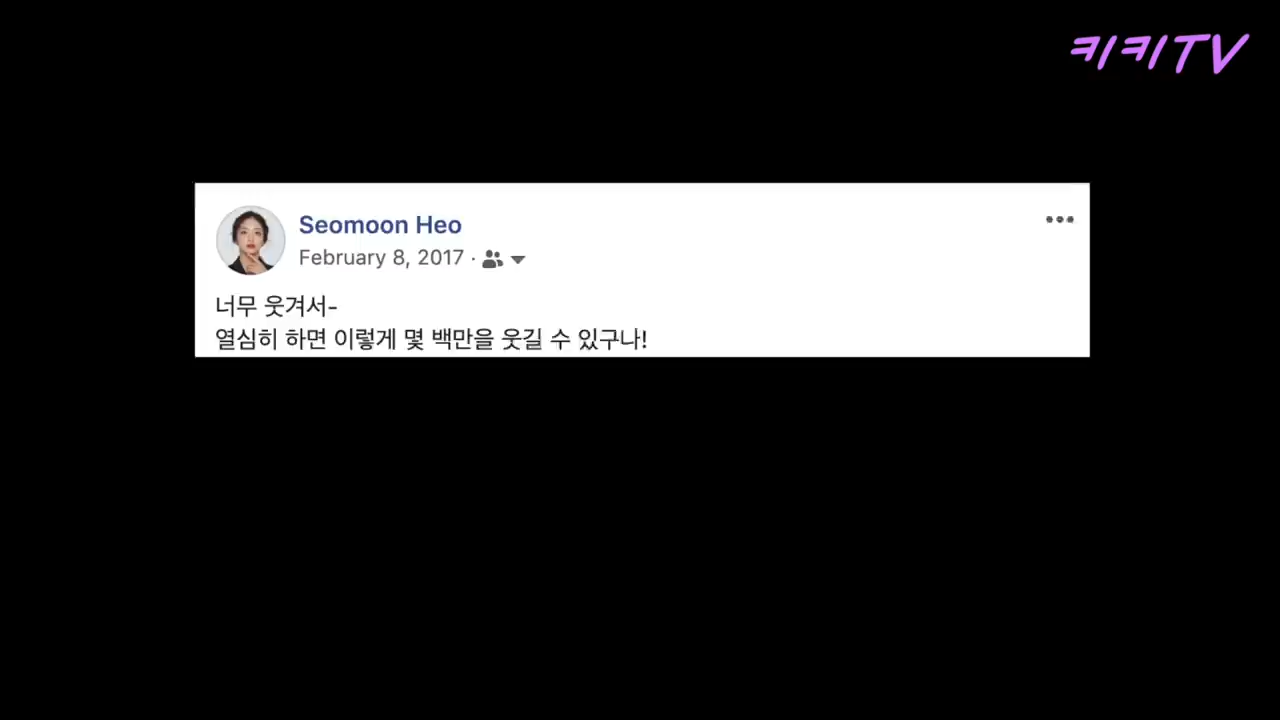 키키TV
Seomoon Heo
February 8, 2017 ·
너무 웃겨서-
열심히 하면 이렇게 몇 백만을 웃길 수 있구나!